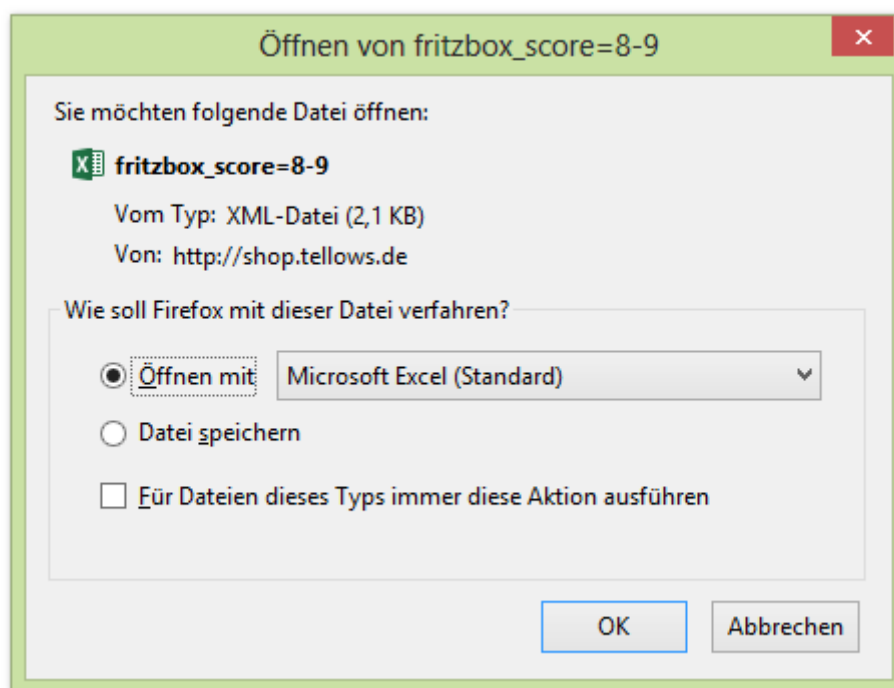 Öffnen von fritzbox_score=8-9
Sie möchten folgende Datei öffnen:
fritzbox_score=8-9
Vom Typ: XML-Datei (2,1 KB)
Von: http://shop.tellows.de
Wie soll Firefox mit dieser Datei verfahren?
Öffnen mit Microsoft Excel (Standard)
Datei speichern
Für Dateien dieses Typs immer diese Aktion ausführen
OK Abbrechen